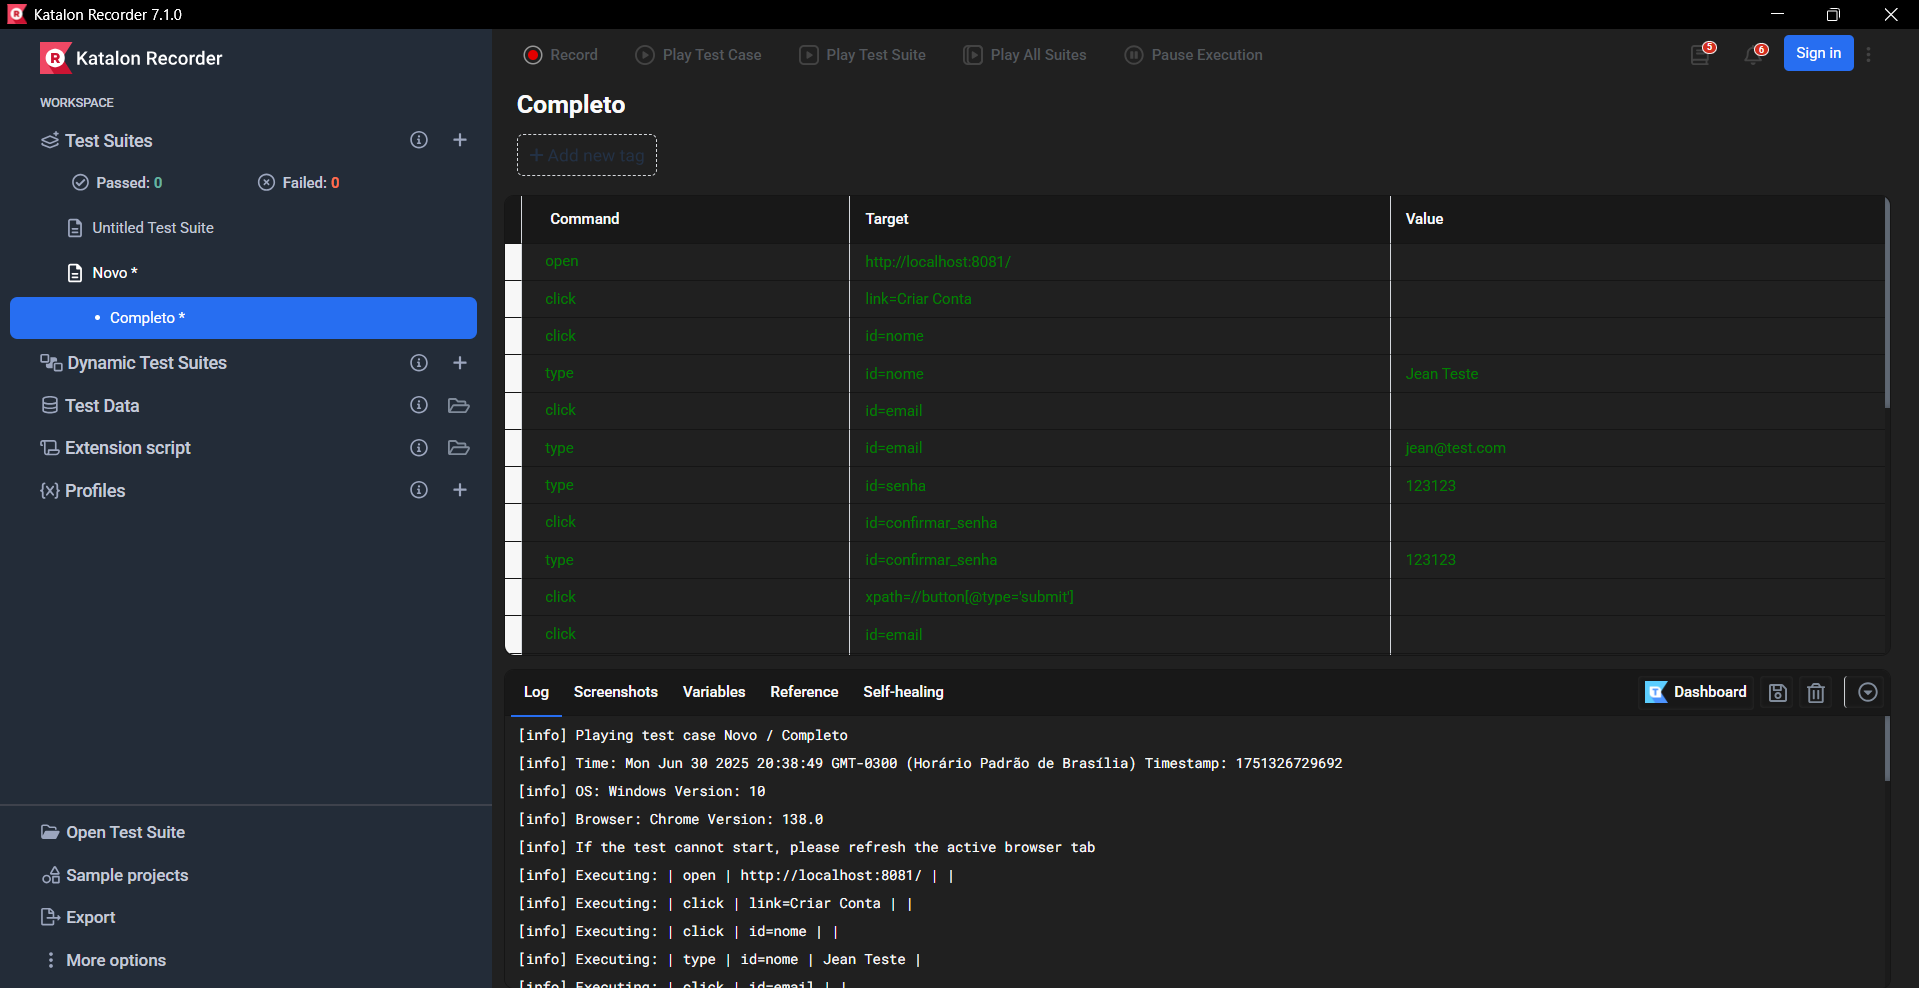 Katalon Recorder 7.1.0
Katalon Recorder
WORKSPACE
Test Suites
Passed: 0
Failed: 0
Untitled Test Suite
Novo *
• Completo *
Dynamic Test Suites
Test Data
Extension script
Profiles
Open Test Suite
Sample projects
Export
More options
Record
Play Test Case
Play Test Suite
Play All Suites
Pause Execution
5
6
Sign in
Completo
+ Add new tag
Command Target Value
open http://localhost:8081/
click link=Criar Conta
click id=nome
type id=nome Jean Teste
click id=email
type id=email jean@test.com
type id=senha 123123
click id=confirmar_senha
type id=confirmar_senha 123123
click xpath=//button[@type='submit']
click id=email
Log Screenshots Variables Reference Self-healing
Dashboard
[info] Playing test case Novo / Completo
[info] Time: Mon Jun 30 2025 20:38:49 GMT-0300 (Horário Padrão de Brasília) Timestamp: 1751326729692
[info] OS: Windows Version: 10
[info] Browser: Chrome Version: 138.0
[info] If the test cannot start, please refresh the active browser tab
[info] Executing: | open | http://localhost:8081/ | |
[info] Executing: | click | link=Criar Conta | |
[info] Executing: | click | id=nome | |
[info] Executing: | type | id=nome | Jean Teste |
[info] Executing: | click | id=email | |